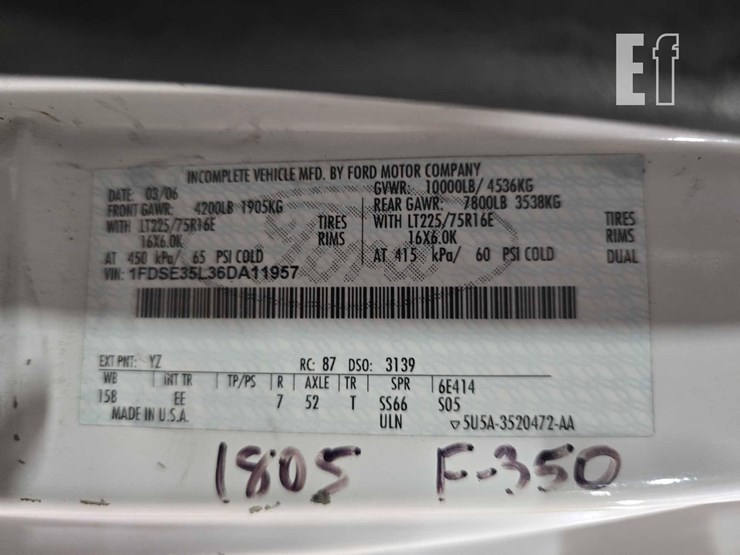 Ef
INCOMPLETE VEHICLE MFD. BY FORD MOTOR COMPANY
DATE: 03/06 GVWR: 10000LB/ 4536KG
FRONT GAWR: 4200LB 1905KG REAR GAWR: 7800LB 3538KG
WITH LT225/75R16E TIRES WITH LT225/75R16E TIRES
16X6.0K RIMS 16X6.0K RIMS
AT 450 kPa/ 65 PSI COLD AT 415 kPa/ 60 PSI COLD DUAL
VIN: 1FDSE35L36DA11957
Ford
EXT PNT: YZ RC: 87 DSO: 3139
WB INT TR TP/PS R AXLE TR SPR 6E414
158 EE 7 52 T SS66 S05
MADE IN U.S.A. ULN ▽5U5A-3520472-AA
1805 F-350